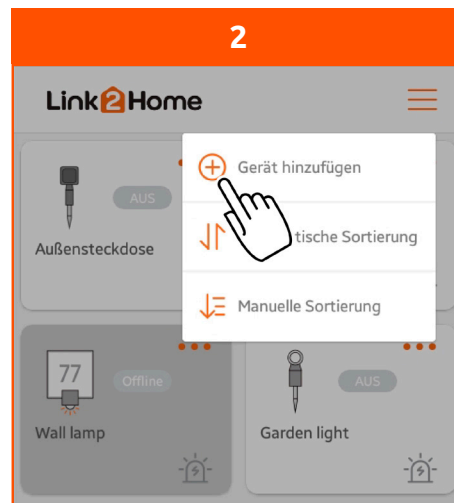 2
Link2Home
Gerät hinzufügen
AUS
tische Sortierung
Außensteckdose
Manuelle Sortierung
77
Offline
AUS
Wall lamp
Garden light